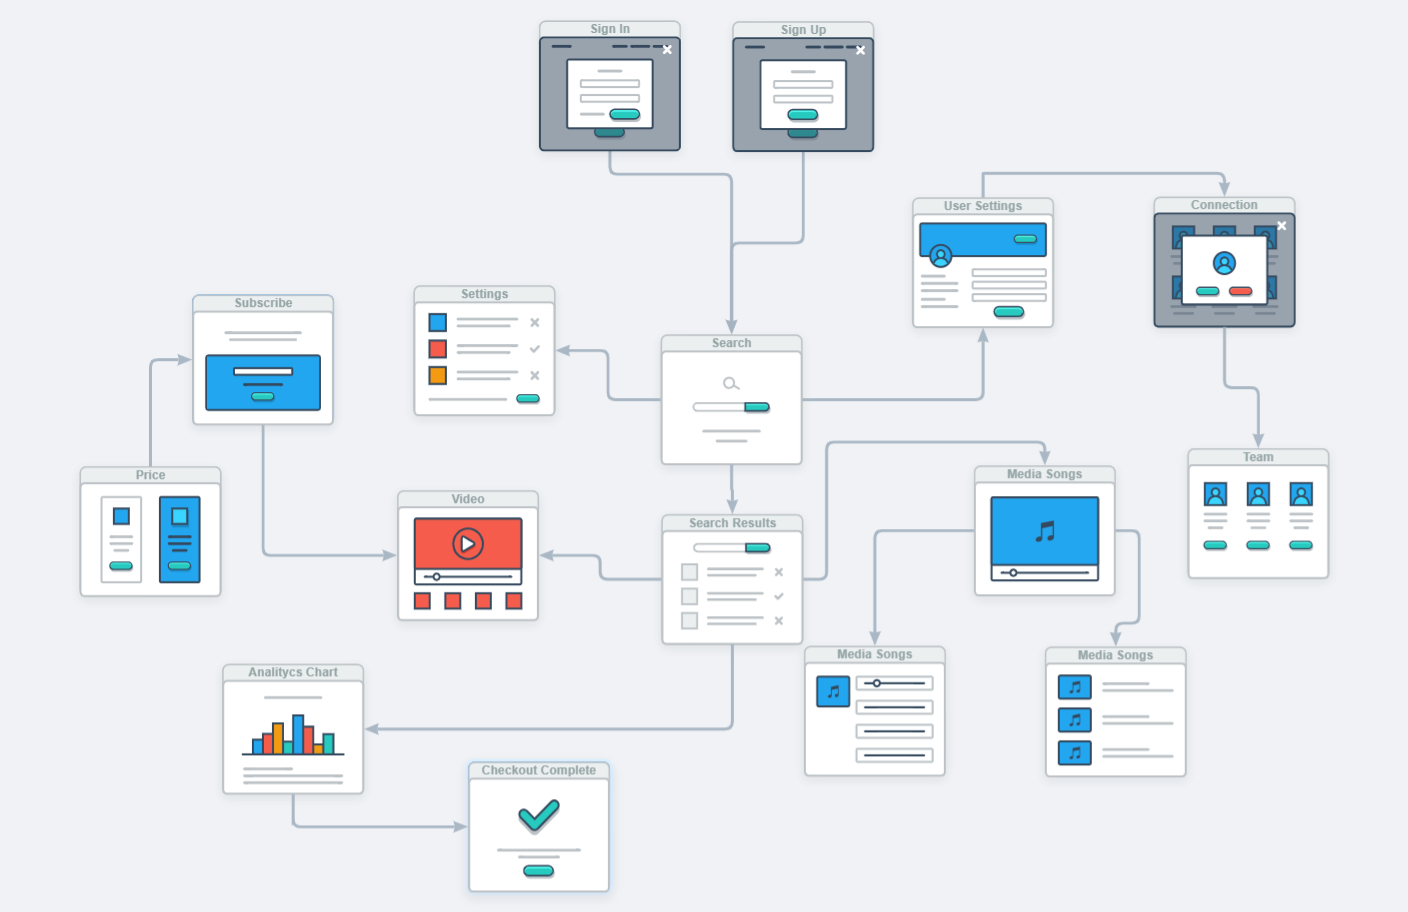 Sign In
Sign Up
User Settings
Connection
Subscribe
Settings
Search
Price
Video
Search Results
Media Songs
Team
Analitycs Chart
Media Songs
Media Songs
Checkout Complete